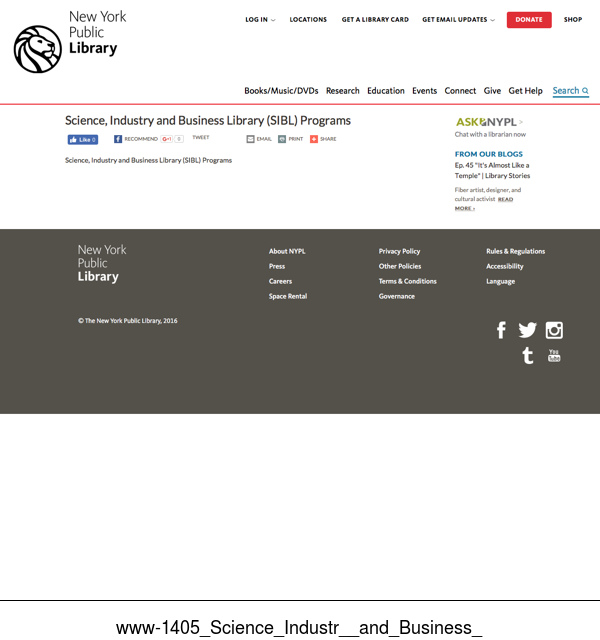 New York
Public
Library
LOG IN
LOCATIONS
GET A LIBRARY CARD
GET EMAIL UPDATES
DONATE
SHOP
Books/Music/DVDs
Research
Education
Events
Connect
Give
Get Help
Search
Science, Industry and Business Library (SIBL) Programs
Like 0
RECOMMEND
G+1
0
TWEET
EMAIL
PRINT
SHARE
Science, Industry and Business Library (SIBL) Programs
ASK NYPL >
Chat with a librarian now
FROM OUR BLOGS
Ep. 45 "It's Almost Like a
Temple" | Library Stories
Fiber artist, designer, and
cultural activist READ
MORE ›
New York
Public
Library
About NYPL
Press
Careers
Space Rental
Privacy Policy
Other Policies
Terms & Conditions
Governance
Rules & Regulations
Accessibility
Language
© The New York Public Library, 2016
You
Tube
www-1405_Science_Industr__and_Business_